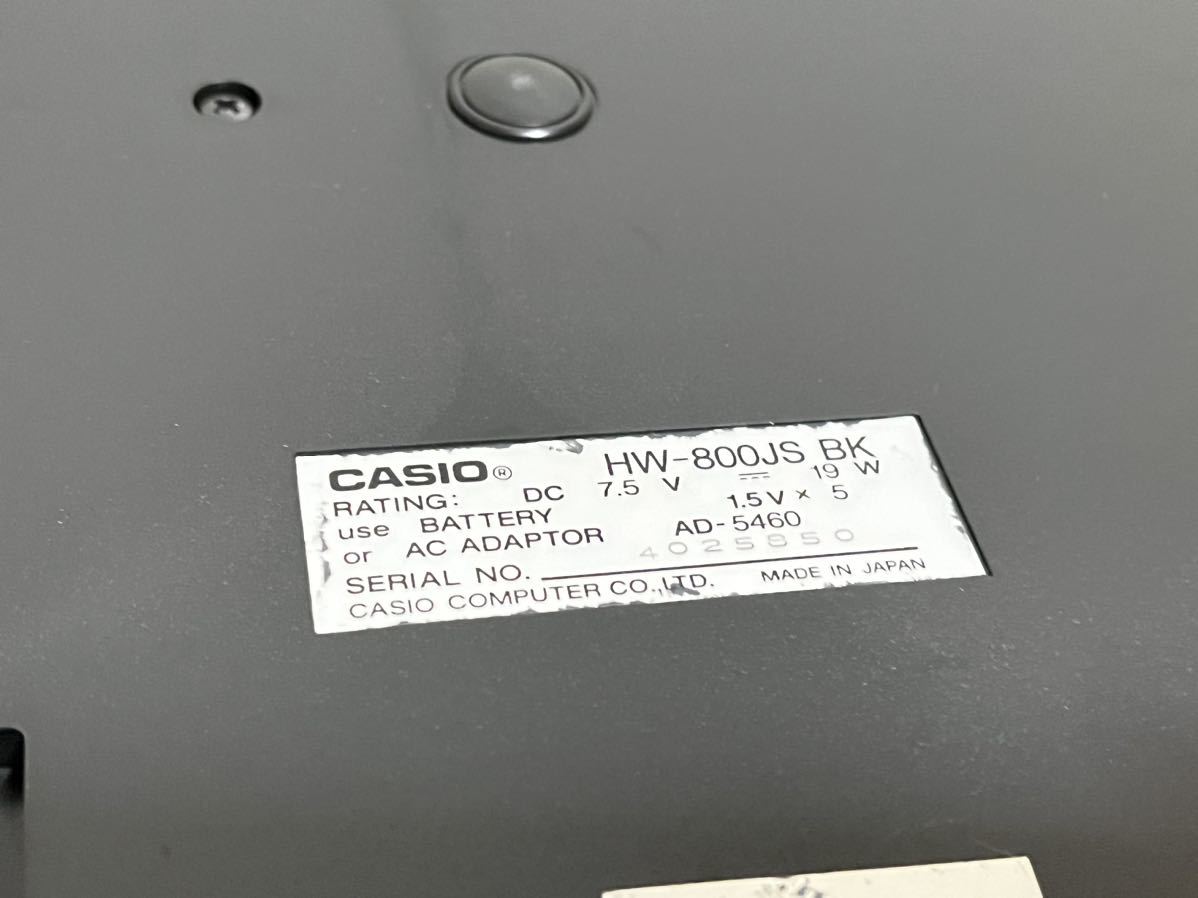 CASIO® HW-800JS BK
RATING: DC 7.5 V ⎓ 19 W
use BATTERY 1.5V × 5
or AC ADAPTOR AD-5460
SERIAL NO. 4025850
CASIO COMPUTER CO.,LTD. MADE IN JAPAN